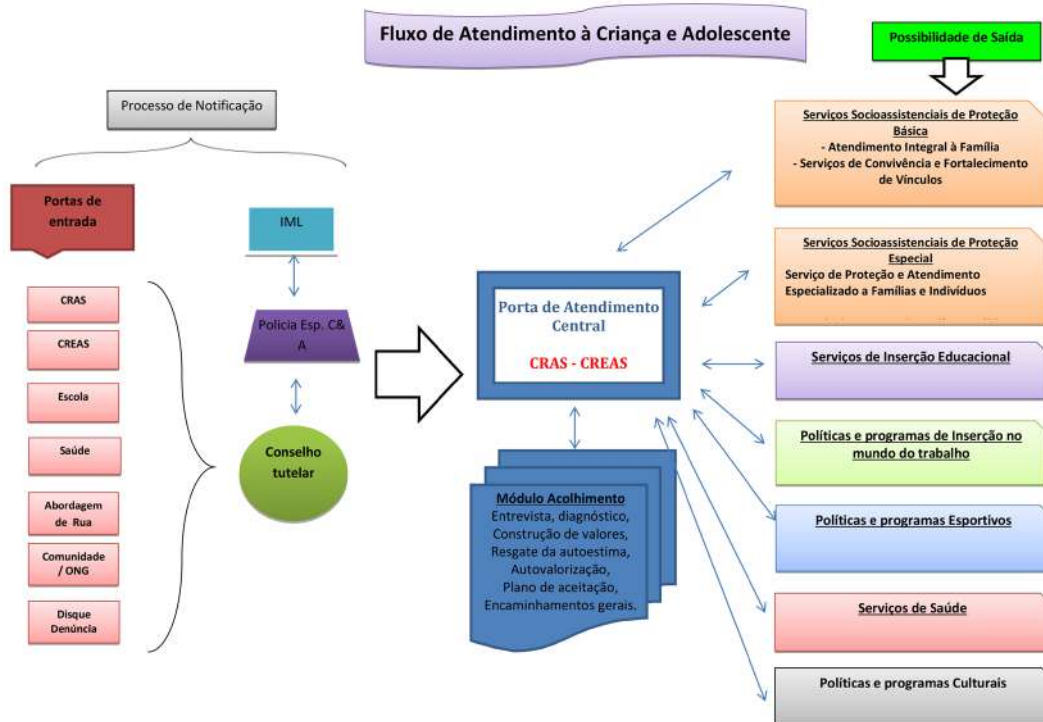 Fluxo de Atendimento à Criança e Adolescente
Possibilidade de Saída
Processo de Notificação
Portas de
entrada
CRAS
CREAS
Escola
Saúde
Abordagem
de Rua
Comunidade
/ ONG
Disque
Denúncia
IML
Policia Esp. C&
A
Conselho
tutelar
Porta de Atendimento
Central
CRAS - CREAS
Módulo Acolhimento
Entrevista, diagnóstico,
Construção de valores,
Resgate da autoestima,
Autovalorização,
Plano de aceitação,
Encaminhamentos gerais.
Serviços Socioassistenciais de Proteção
Básica
- Atendimento Integral à Família
- Serviços de Convivência e Fortalecimento
de Vínculos
Serviços Socioassistenciais de Proteção
Especial
Serviço de Proteção e Atendimento
Especializado a Famílias e Indivíduos
Serviços de Inserção Educacional
Políticas e programas de Inserção no
mundo do trabalho
Políticas e programas Esportivos
Serviços de Saúde
Políticas e programas Culturais